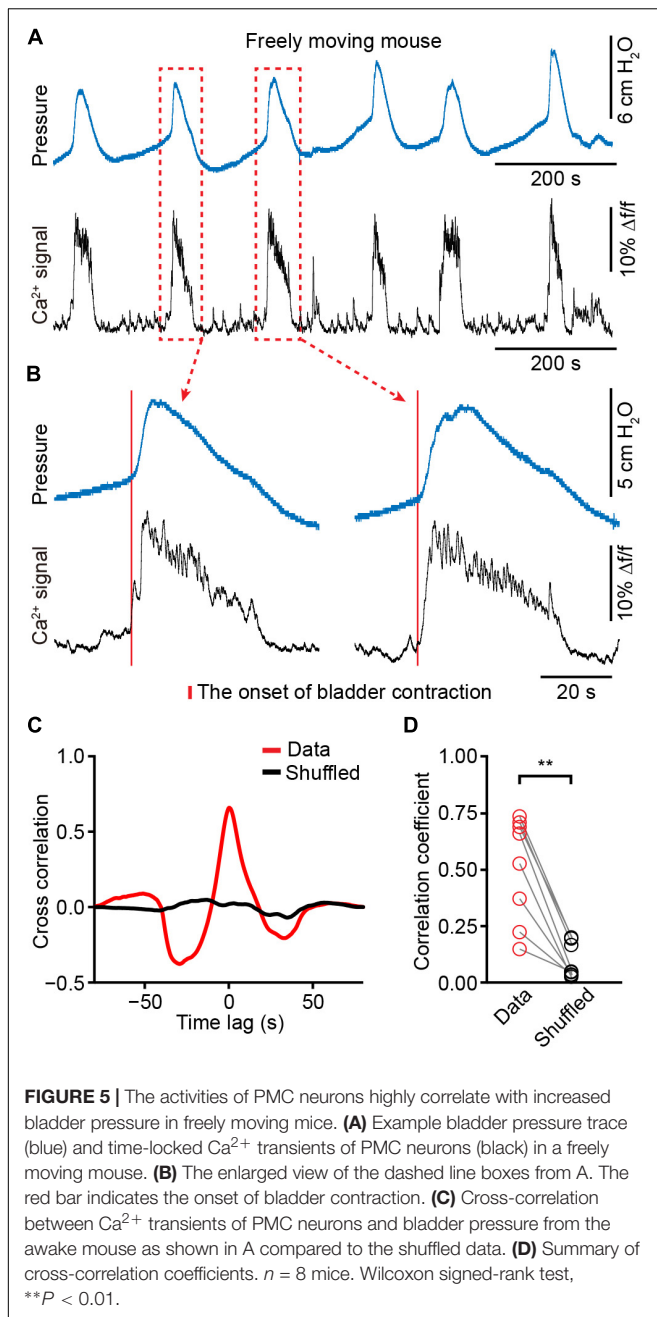 A
Freely moving mouse
Pressure
6 cm H₂O
200 s
Ca²⁺ signal
10% Δf/f
200 s
B
Pressure
5 cm H₂O
Ca²⁺ signal
10% Δf/f
20 s
The onset of bladder contraction
C
1.0
0.5
0.0
−0.5
Cross correlation
Data
Shuffled
−50
0
50
Time lag (s)
D
1.00
0.75
0.50
0.25
0.00
Correlation coefficient
**
Data
Shuffled
FIGURE 5 | The activities of PMC neurons highly correlate with increased
bladder pressure in freely moving mice. (A) Example bladder pressure trace
(blue) and time-locked Ca²⁺ transients of PMC neurons (black) in a freely
moving mouse. (B) The enlarged view of the dashed line boxes from A. The
red bar indicates the onset of bladder contraction. (C) Cross-correlation
between Ca²⁺ transients of PMC neurons and bladder pressure from the
awake mouse as shown in A compared to the shuffled data. (D) Summary of
cross-correlation coefficients. n = 8 mice. Wilcoxon signed-rank test,
**P < 0.01.